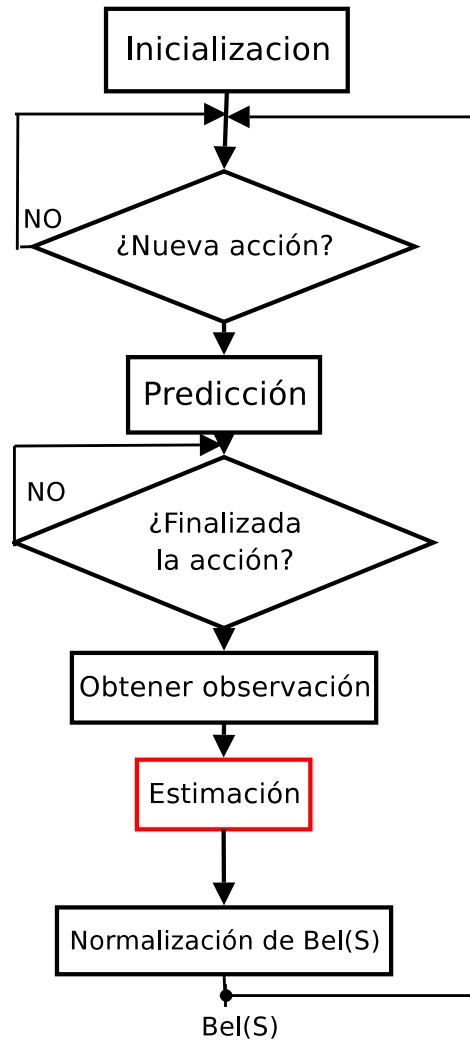 Inicializacion
NO
¿Nueva acción?
Predicción
NO
¿Finalizada
la acción?
Obtener observación
Estimación
Normalización de Bel(S)
Bel(S)